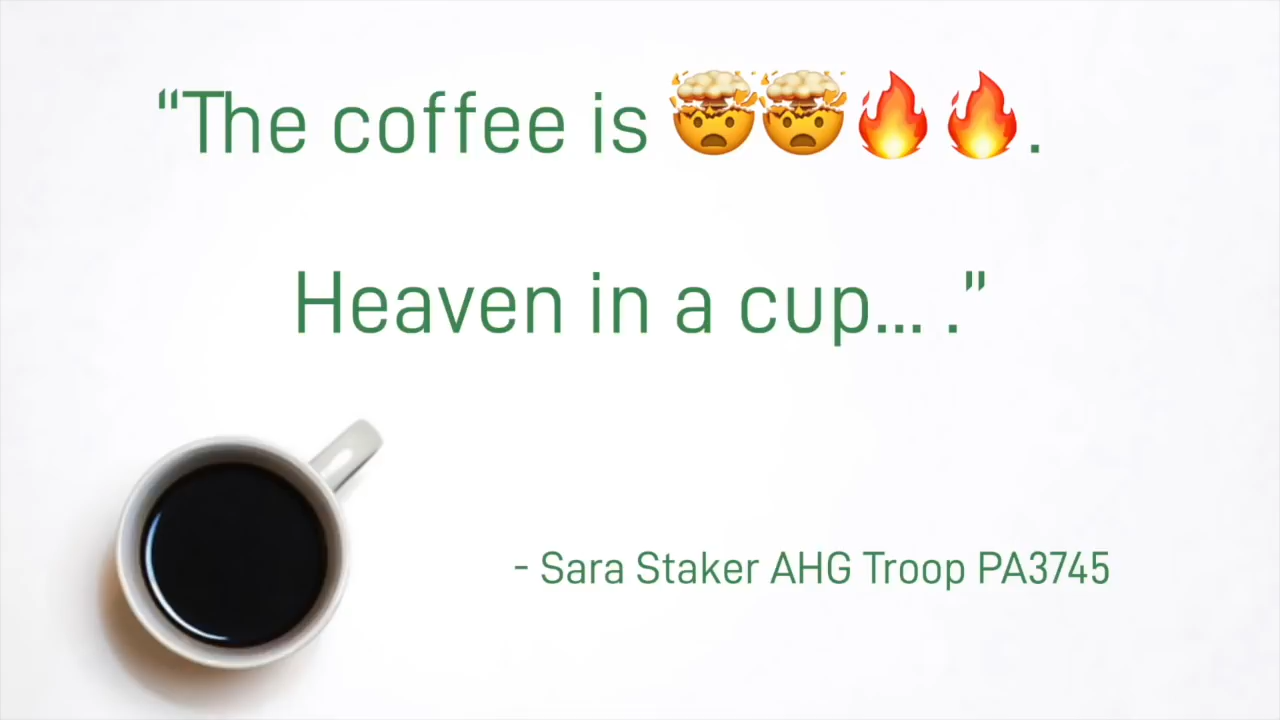 “The coffee is 🤯🤯🔥🔥.
Heaven in a cup... .”
- Sara Staker AHG Troop PA3745